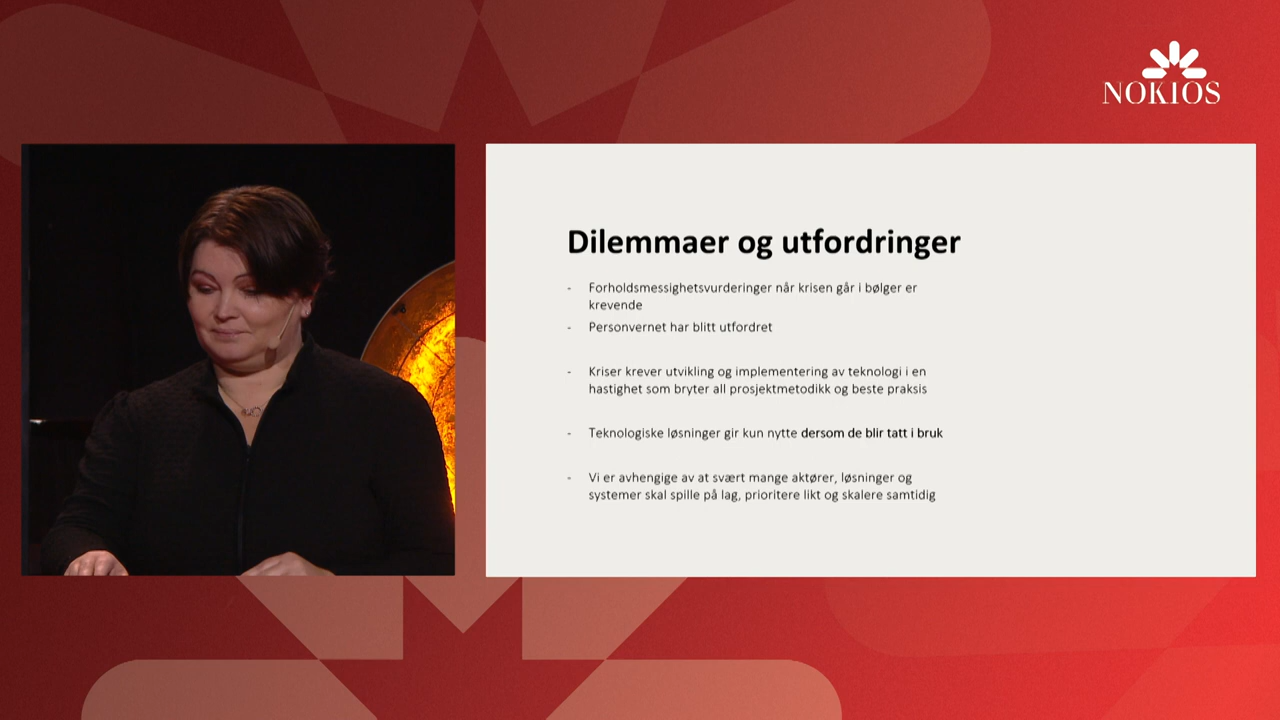 NOKIOS
Dilemmaer og utfordringer
- Forholdsmessighetsvurderinger når krisen går i bølger er
krevende
- Personvernet har blitt utfordret
- Kriser krever utvikling og implementering av teknologi i en
hastighet som bryter all prosjektmetodikk og beste praksis
- Teknologiske løsninger gir kun nytte dersom de blir tatt i bruk
- Vi er avhengige av at svært mange aktører, løsninger og
systemer skal spille på lag, prioritere likt og skalere samtidig